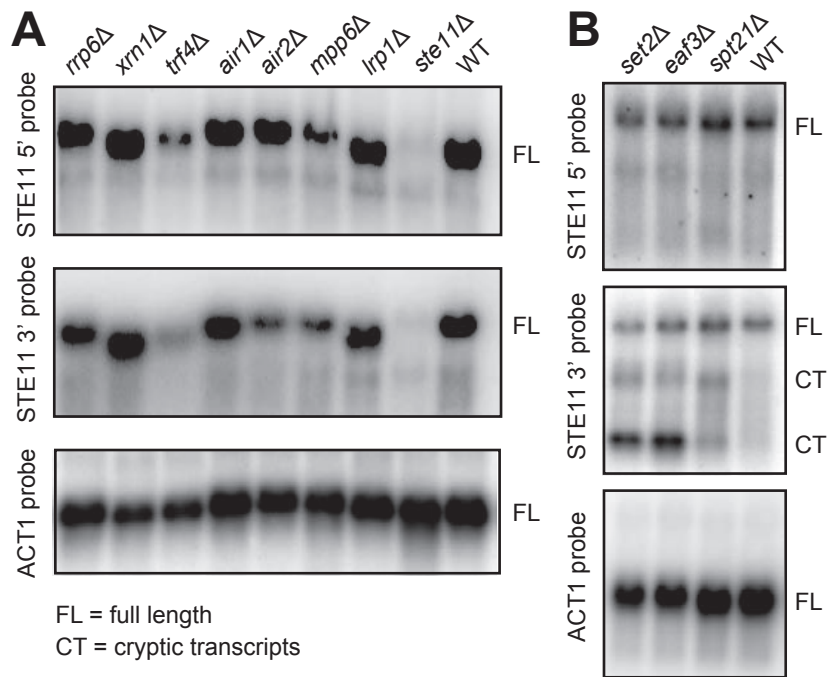 A
rrp6Δ
xrn1Δ
trf4Δ
air1Δ
air2Δ
mpp6Δ
lrp1Δ
ste11Δ
WT
STE11 5’ probe
FL
STE11 3’ probe
FL
ACT1 probe
FL
FL = full length
CT = cryptic transcripts
B
set2Δ
eaf3Δ
spt21Δ
WT
STE11 5’ probe
FL
STE11 3’ probe
FL
CT
CT
ACT1 probe
FL